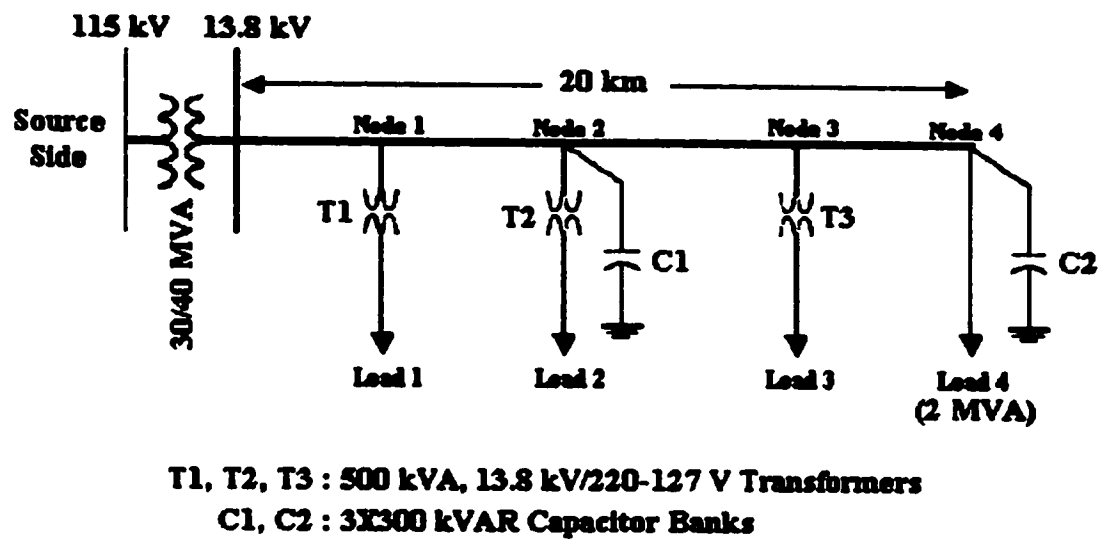 115 kV 13.8 kV
20 km
Source
Side
30/40 MVA
Node 1 Node 2 Node 3 Node 4
T1 T2 T3
C1 C2
Load 1 Load 2 Load 3 Load 4
(2 MVA)
T1, T2, T3 : 500 kVA, 13.8 kV/220-127 V Transformers
C1, C2 : 3X300 kVAR Capacitor Banks